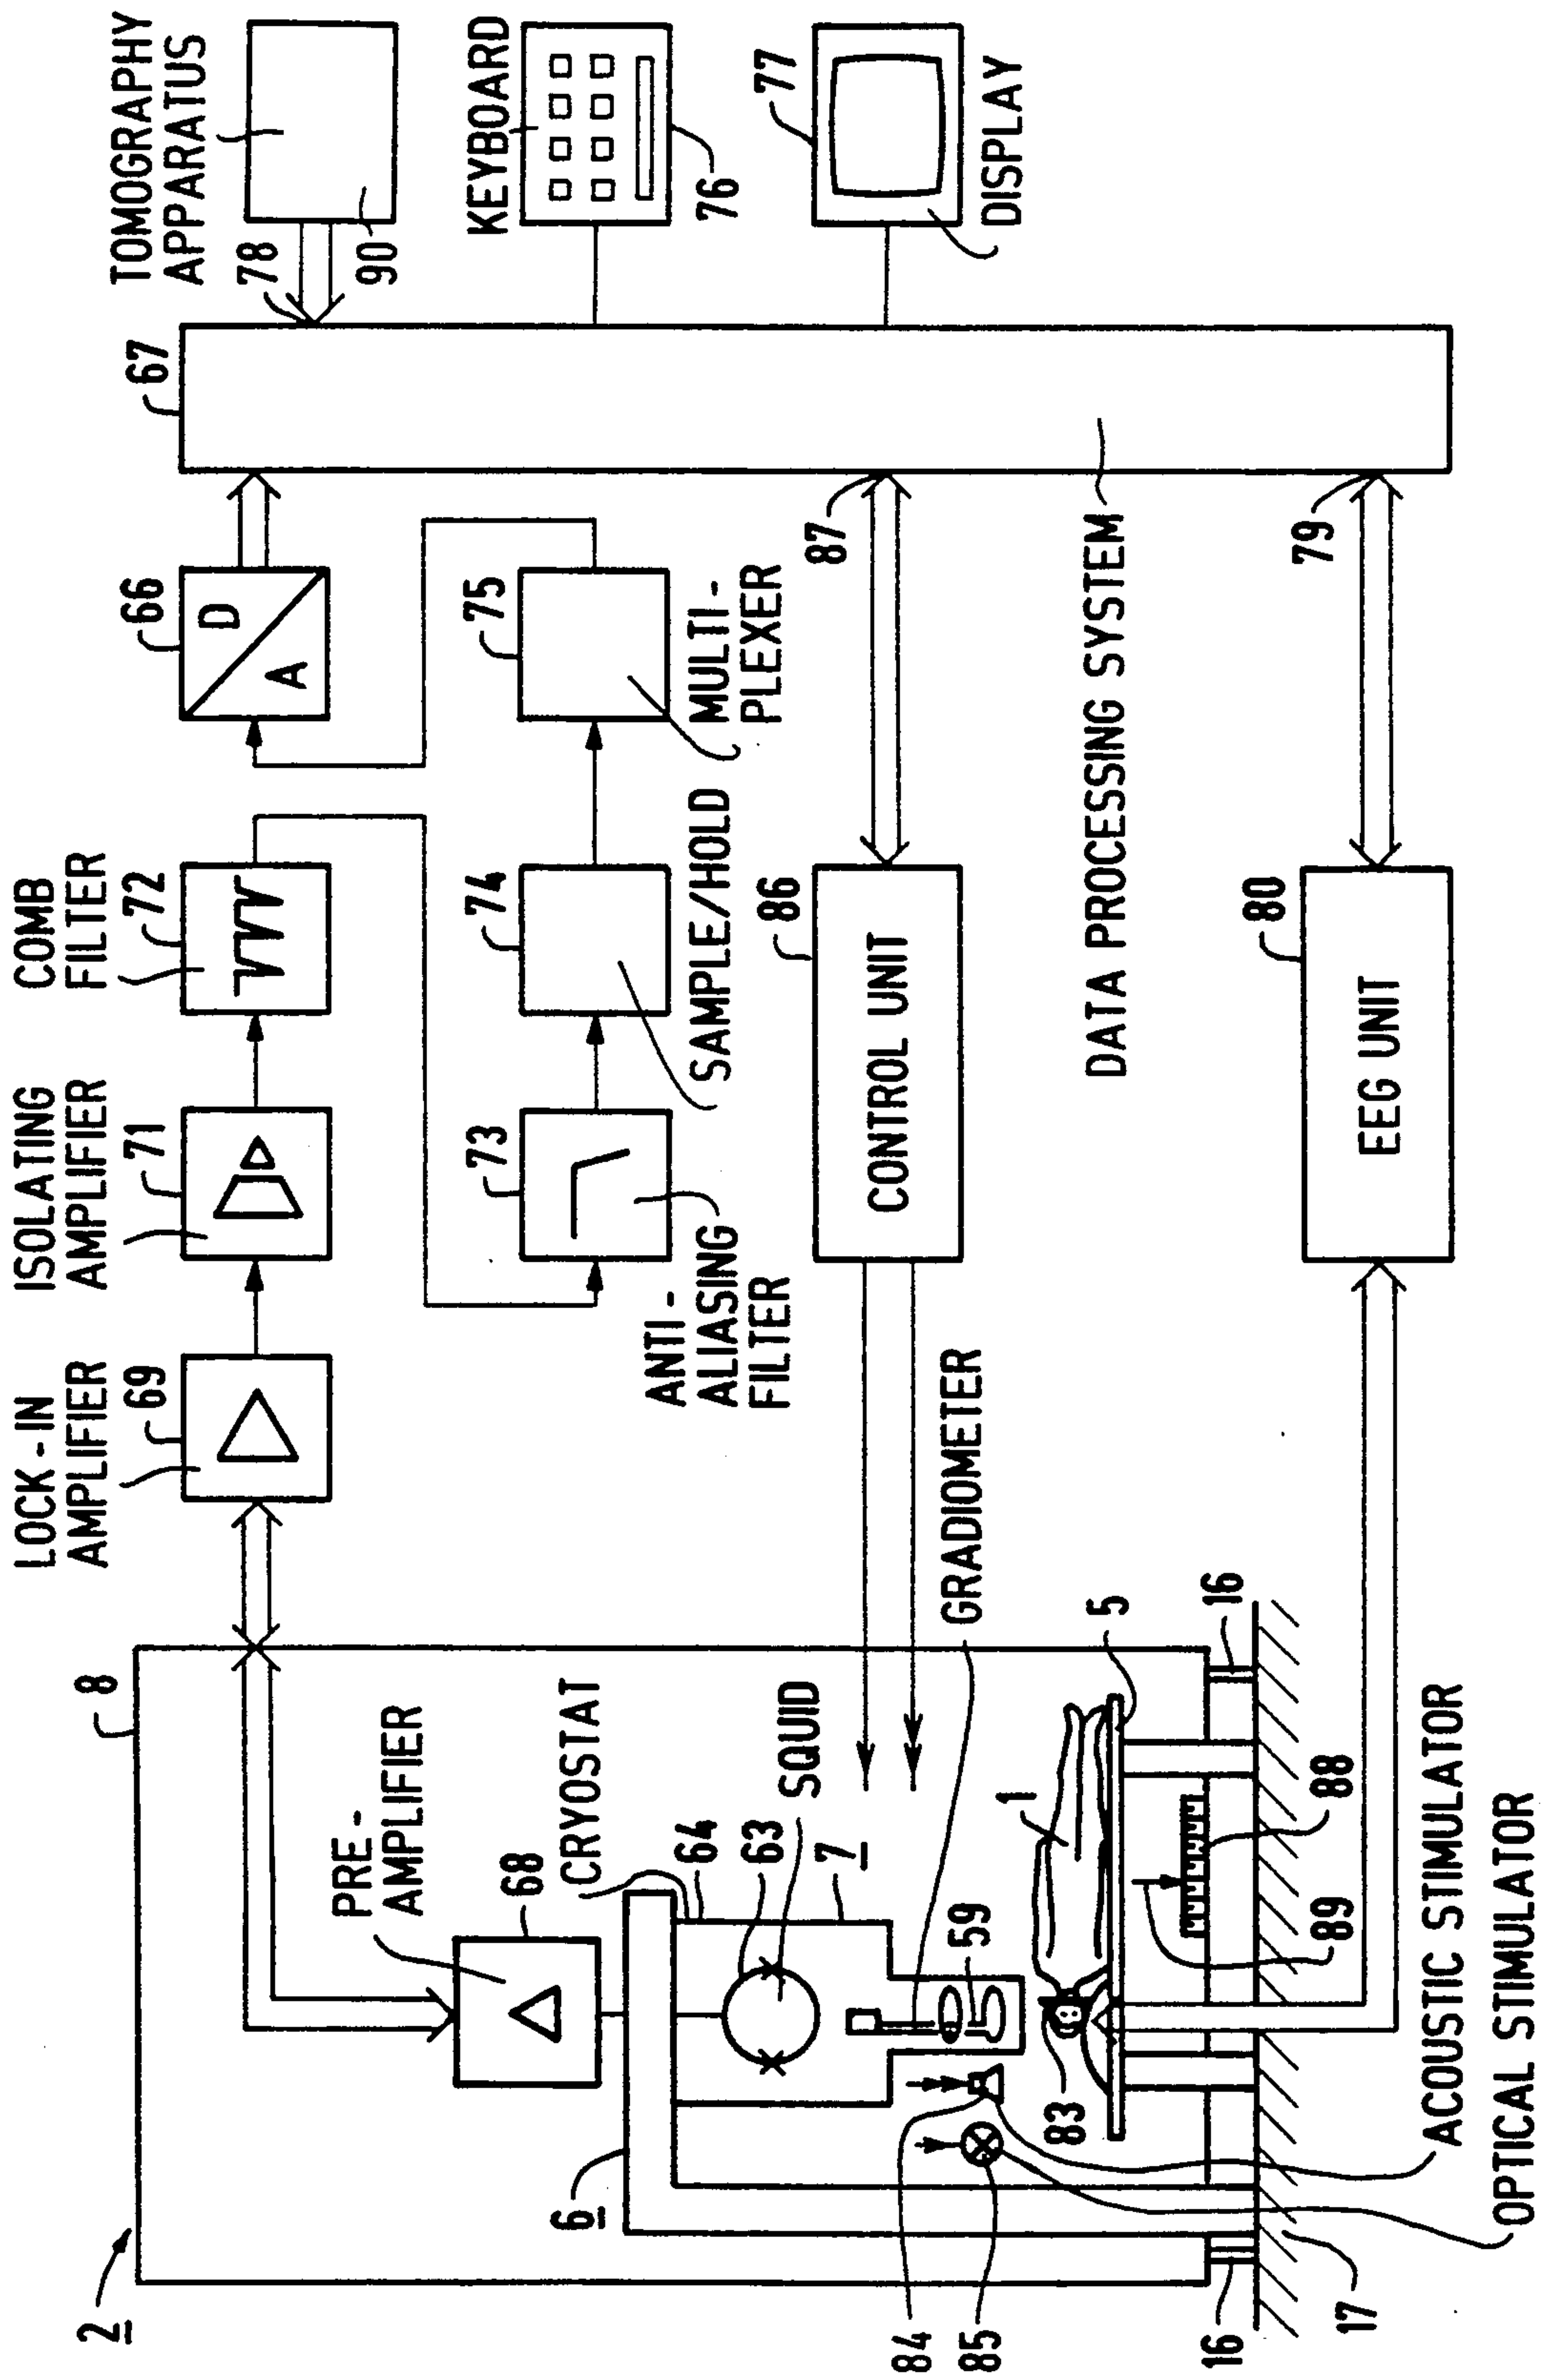 LOCK-IN
AMPLIFIER
69
ISOLATING
AMPLIFIER
71
COMB
FILTER
72
66
D
A
67
TOMOGRAPHY
APPARATUS
78
90
KEYBOARD
76
77
DISPLAY
73
ANTI-
ALIASING
FILTER
74
SAMPLE/HOLD
75
MULTI-
PLEXER
86
CONTROL UNIT
87
DATA PROCESSING SYSTEM
80
EEG UNIT
79
2
8
PRE-
AMPLIFIER
68
CRYOSTAT
64
63
SQUID
7
6
59
GRADIOMETER
1
5
83
84
85
89
88
16
16
17
ACOUSTIC STIMULATOR
OPTICAL STIMULATOR